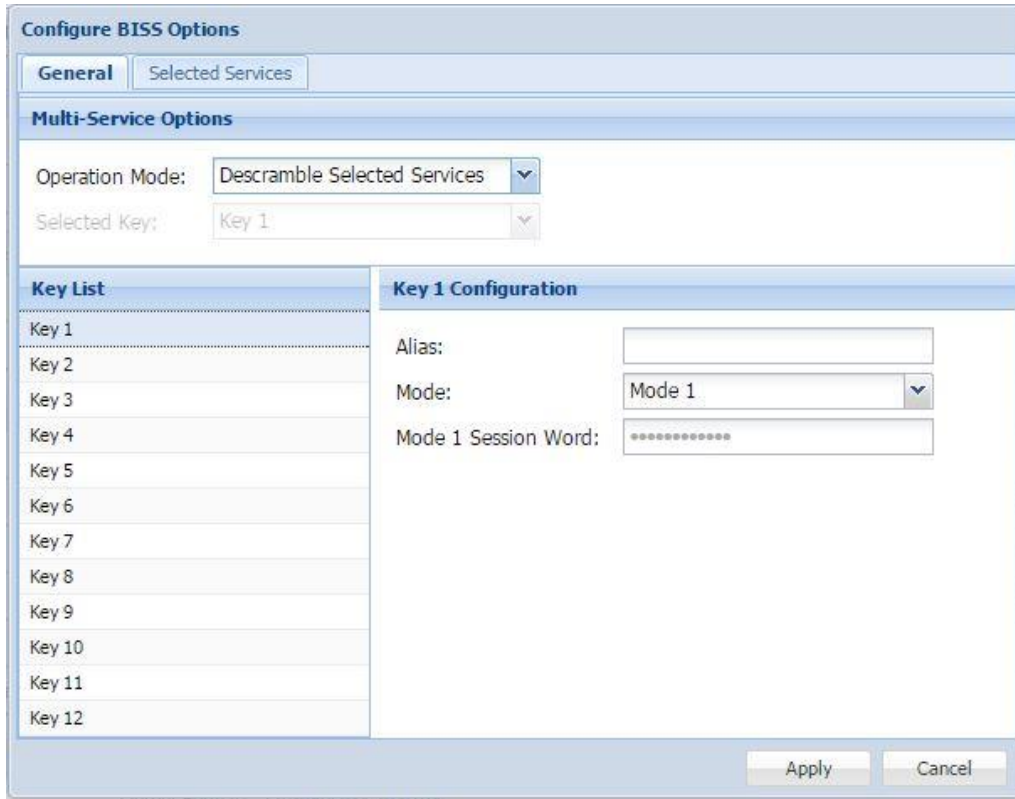 Configure BISS Options
General
Selected Services
Multi-Service Options
Operation Mode: Descramble Selected Services
Selected Key: Key 1
Key List
Key 1
Key 2
Key 3
Key 4
Key 5
Key 6
Key 7
Key 8
Key 9
Key 10
Key 11
Key 12
Key 1 Configuration
Alias:
Mode: Mode 1
Mode 1 Session Word: ••••••••••••
Apply
Cancel